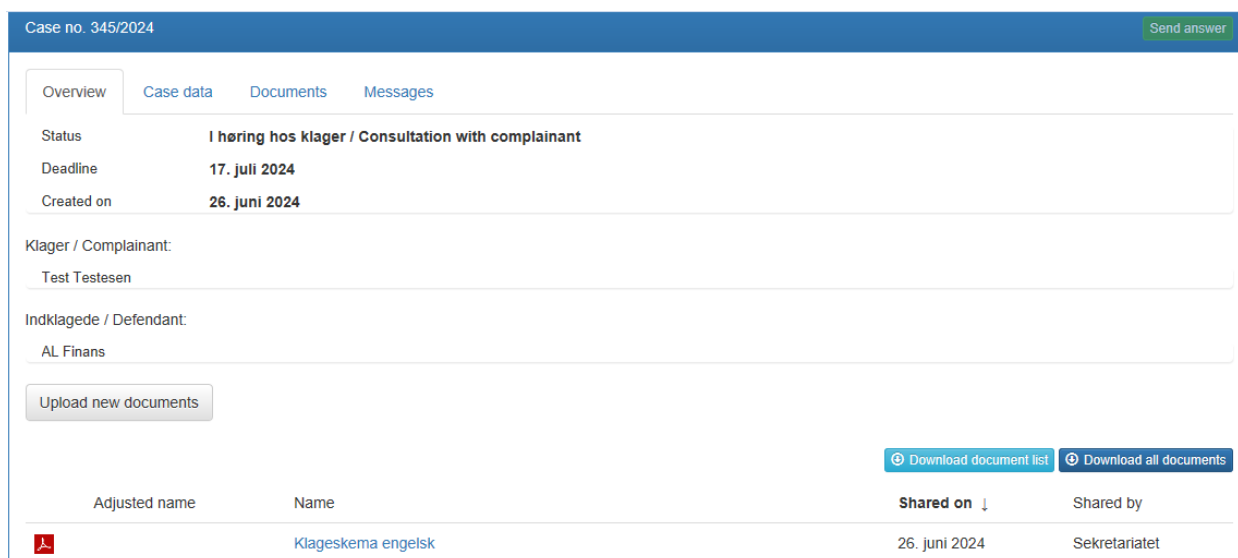 Case no. 345/2024 Send answer
Overview Case data Documents Messages
Status I høring hos klager / Consultation with complainant
Deadline 17. juli 2024
Created on 26. juni 2024
Klager / Complainant:
Test Testesen
Indklagede / Defendant:
AL Finans
Upload new documents
Download document list Download all documents
Adjusted name Name Shared on ↓ Shared by
Klageskema engelsk 26. juni 2024 Sekretariatet